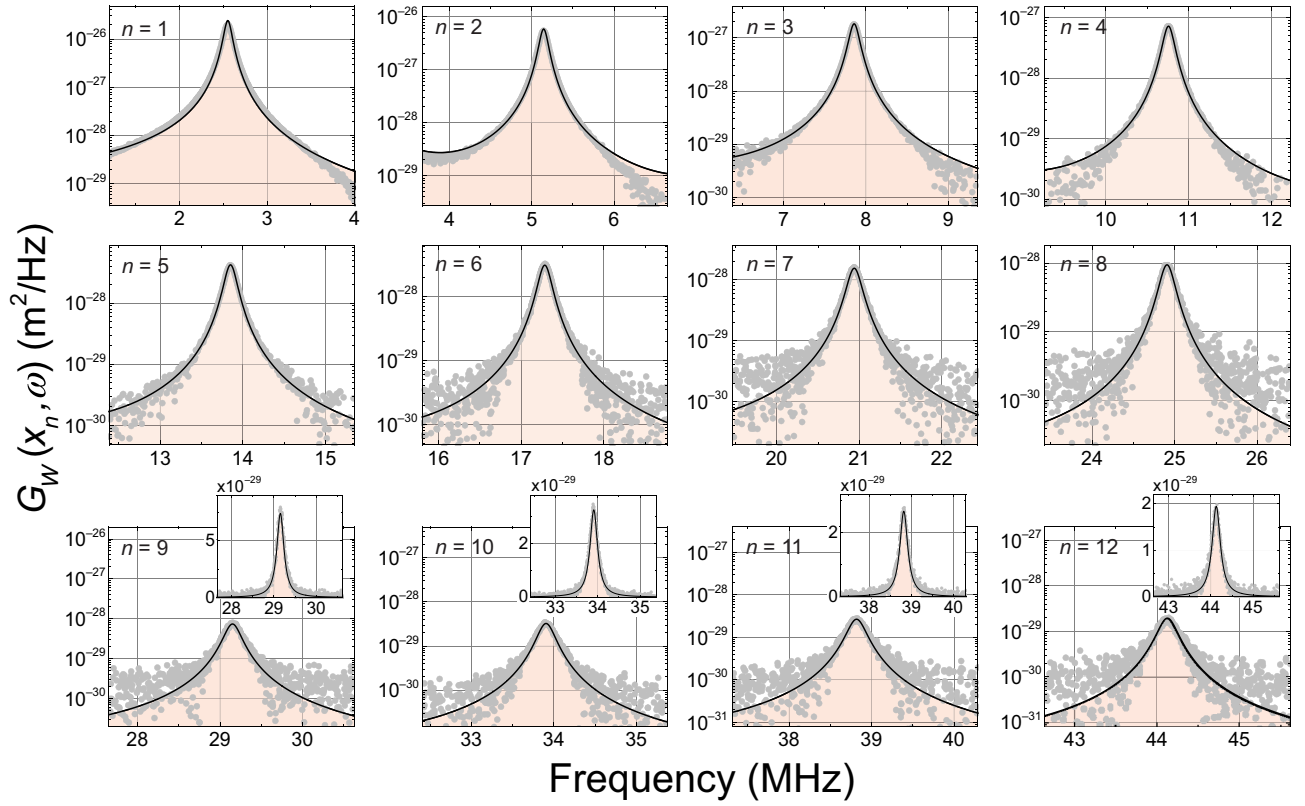 n = 1
n = 2
n = 3
n = 4
10⁻²⁶
10⁻²⁷
10⁻²⁸
10⁻²⁹
10⁻²⁶
10⁻²⁷
10⁻²⁸
10⁻²⁹
10⁻²⁷
10⁻²⁸
10⁻²⁹
10⁻³⁰
10⁻²⁷
10⁻²⁸
10⁻²⁹
10⁻³⁰
2 3 4
4 5 6
7 8 9
10 11 12
n = 5
n = 6
n = 7
n = 8
10⁻²⁸
10⁻²⁹
10⁻³⁰
10⁻²⁸
10⁻²⁹
10⁻³⁰
10⁻²⁸
10⁻²⁹
10⁻³⁰
10⁻²⁸
10⁻²⁹
10⁻³⁰
13 14 15
16 17 18
20 21 22
24 25 26
G_W (x_n, ω) (m²/Hz)
n = 9
n = 10
n = 11
n = 12
x10⁻²⁹
5
0
28 29 30
x10⁻²⁹
2
0
33 34 35
x10⁻²⁹
2
0
38 39 40
x10⁻²⁹
2
1
0
43 44 45
10⁻²⁶
10⁻²⁷
10⁻²⁸
10⁻²⁹
10⁻³⁰
10⁻²⁷
10⁻²⁸
10⁻²⁹
10⁻³⁰
10⁻²⁷
10⁻²⁸
10⁻²⁹
10⁻³⁰
10⁻³¹
10⁻²⁷
10⁻²⁸
10⁻²⁹
10⁻³⁰
10⁻³¹
28 29 30
33 34 35
38 39 40
43 44 45
Frequency (MHz)